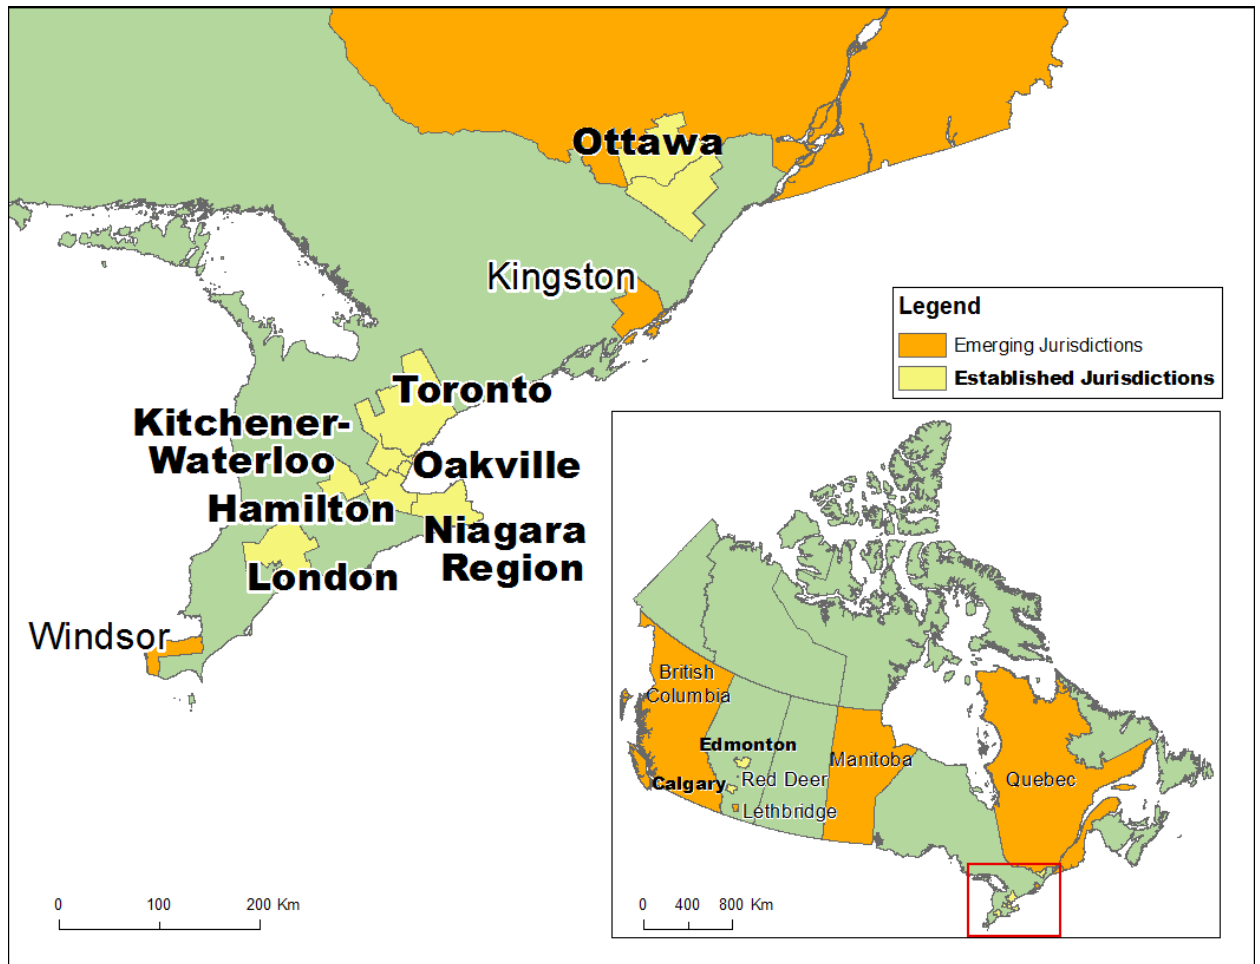 Ottawa
Kingston
Legend
Emerging Jurisdictions
Established Jurisdictions
Toronto
Kitchener-
Waterloo
Oakville
Hamilton
Niagara
Region
London
Windsor
British
Columbia
Edmonton
Manitoba
Calgary
Red Deer
Quebec
Lethbridge
0 100 200 Km
0 400 800 Km